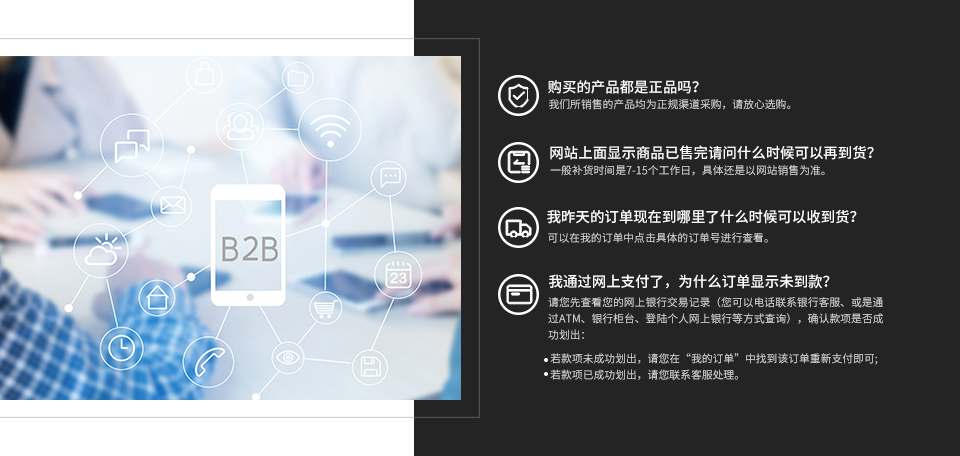 B2B
23
购买的产品都是正品吗?
我们所销售的产品均为正规渠道采购，请放心选购。
网站上面显示商品已售完请问什么时候可以再到货?
一般补货时间是7-15个工作日，具体还是以网站销售为准。
我昨天的订单现在到哪里了什么时候可以收到货?
可以在我的订单中点击具体的订单号进行查看。
我通过网上支付了，为什么订单显示未到款?
请您先查看您的网上银行交易记录（您可以电话联系银行客服、或是通
过ATM、银行柜台、登陆个人网上银行等方式查询），确认款项是否成
功划出：
●若款项未成功划出，请您在“我的订单”中找到该订单重新支付即可;
●若款项已成功划出，请您联系客服处理。